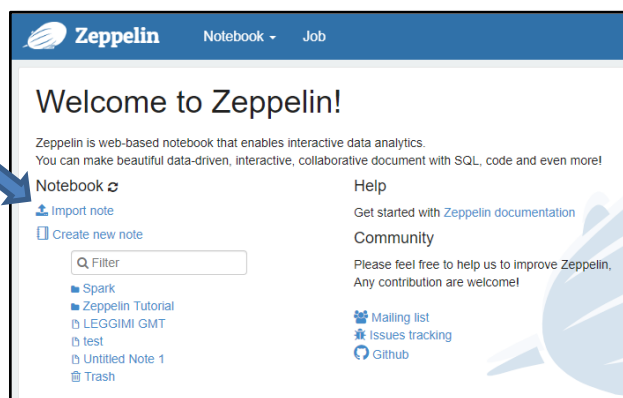 Zeppelin Notebook Job
Welcome to Zeppelin!
Zeppelin is web-based notebook that enables interactive data analytics.
You can make beautiful data-driven, interactive, collaborative document with SQL, code and even more!
Notebook
Import note
Create new note
Filter
Spark
Zeppelin Tutorial
LEGGIMI GMT
test
Untitled Note 1
Trash
Help
Get started with Zeppelin documentation
Community
Please feel free to help us to improve Zeppelin,
Any contribution are welcome!
Mailing list
Issues tracking
Github